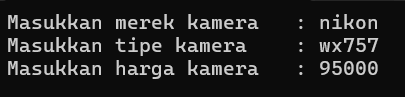 Masukkan merek kamera   : nikon
Masukkan tipe kamera    : wx757
Masukkan harga kamera   : 95000